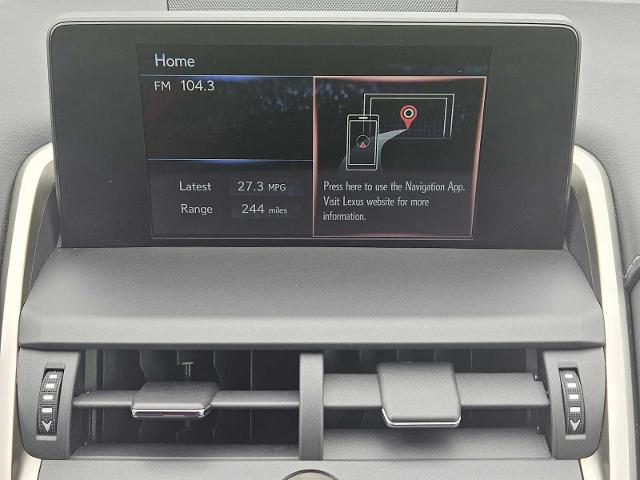 Home
FM 104.3
Latest 27.3 MPG
Range 244 miles
Press here to use the Navigation App.
Visit Lexus website for more
information.